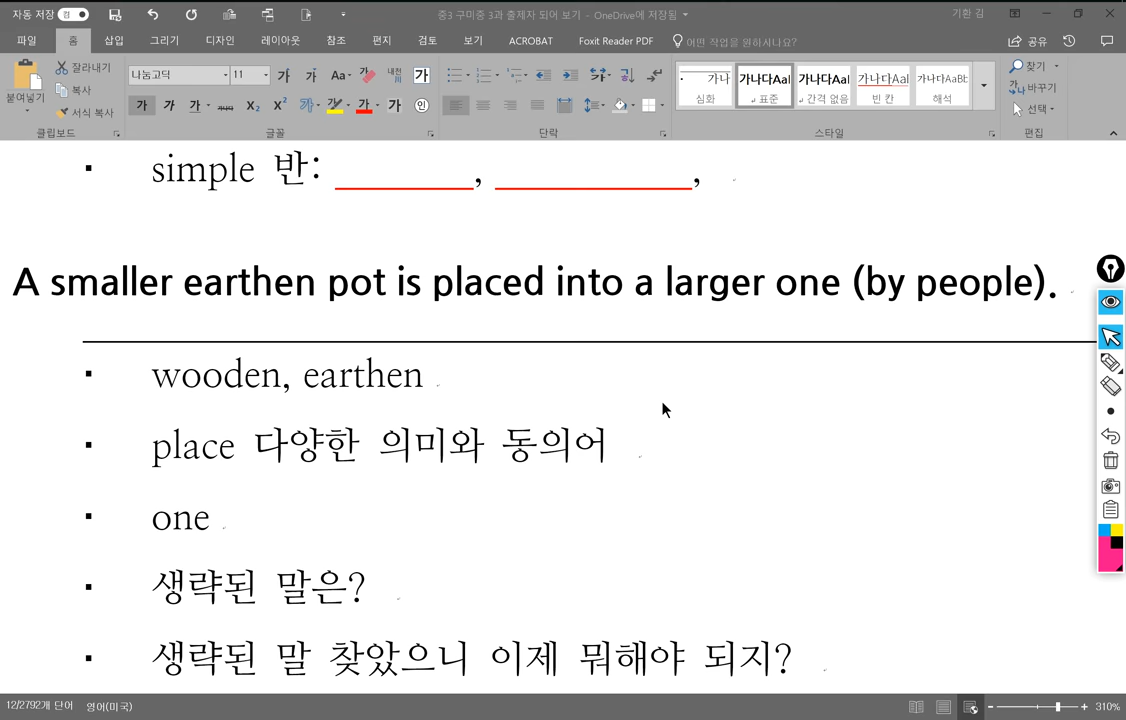 자동 저장 켬 중3 구미중 3과 출제자 되어 보기 – OneDrive에 저장됨 기환 김
파일 홈 삽입 그리기 디자인 레이아웃 참조 편지 검토 보기 ACROBAT Foxit Reader PDF 어떤 작업을 원하시나요? 공유
붙여넣기 잘라내기 복사 서식 복사 나눔고딕 11 가나 가나다AaI 가나다AaI 가나다AaI 가나다AaBb 찾기 바꾸기 선택
심화 표준 간격 없음 빈 칸 해석
클립보드 글꼴 단락 스타일 편집
simple 반: , ,
A smaller earthen pot is placed into a larger one (by people).
wooden, earthen
place 다양한 의미와 동의어
one
생략된 말은?
생략된 말 찾았으니 이제 뭐해야 되지?
12/2792개 단어 영어(미국) 310%